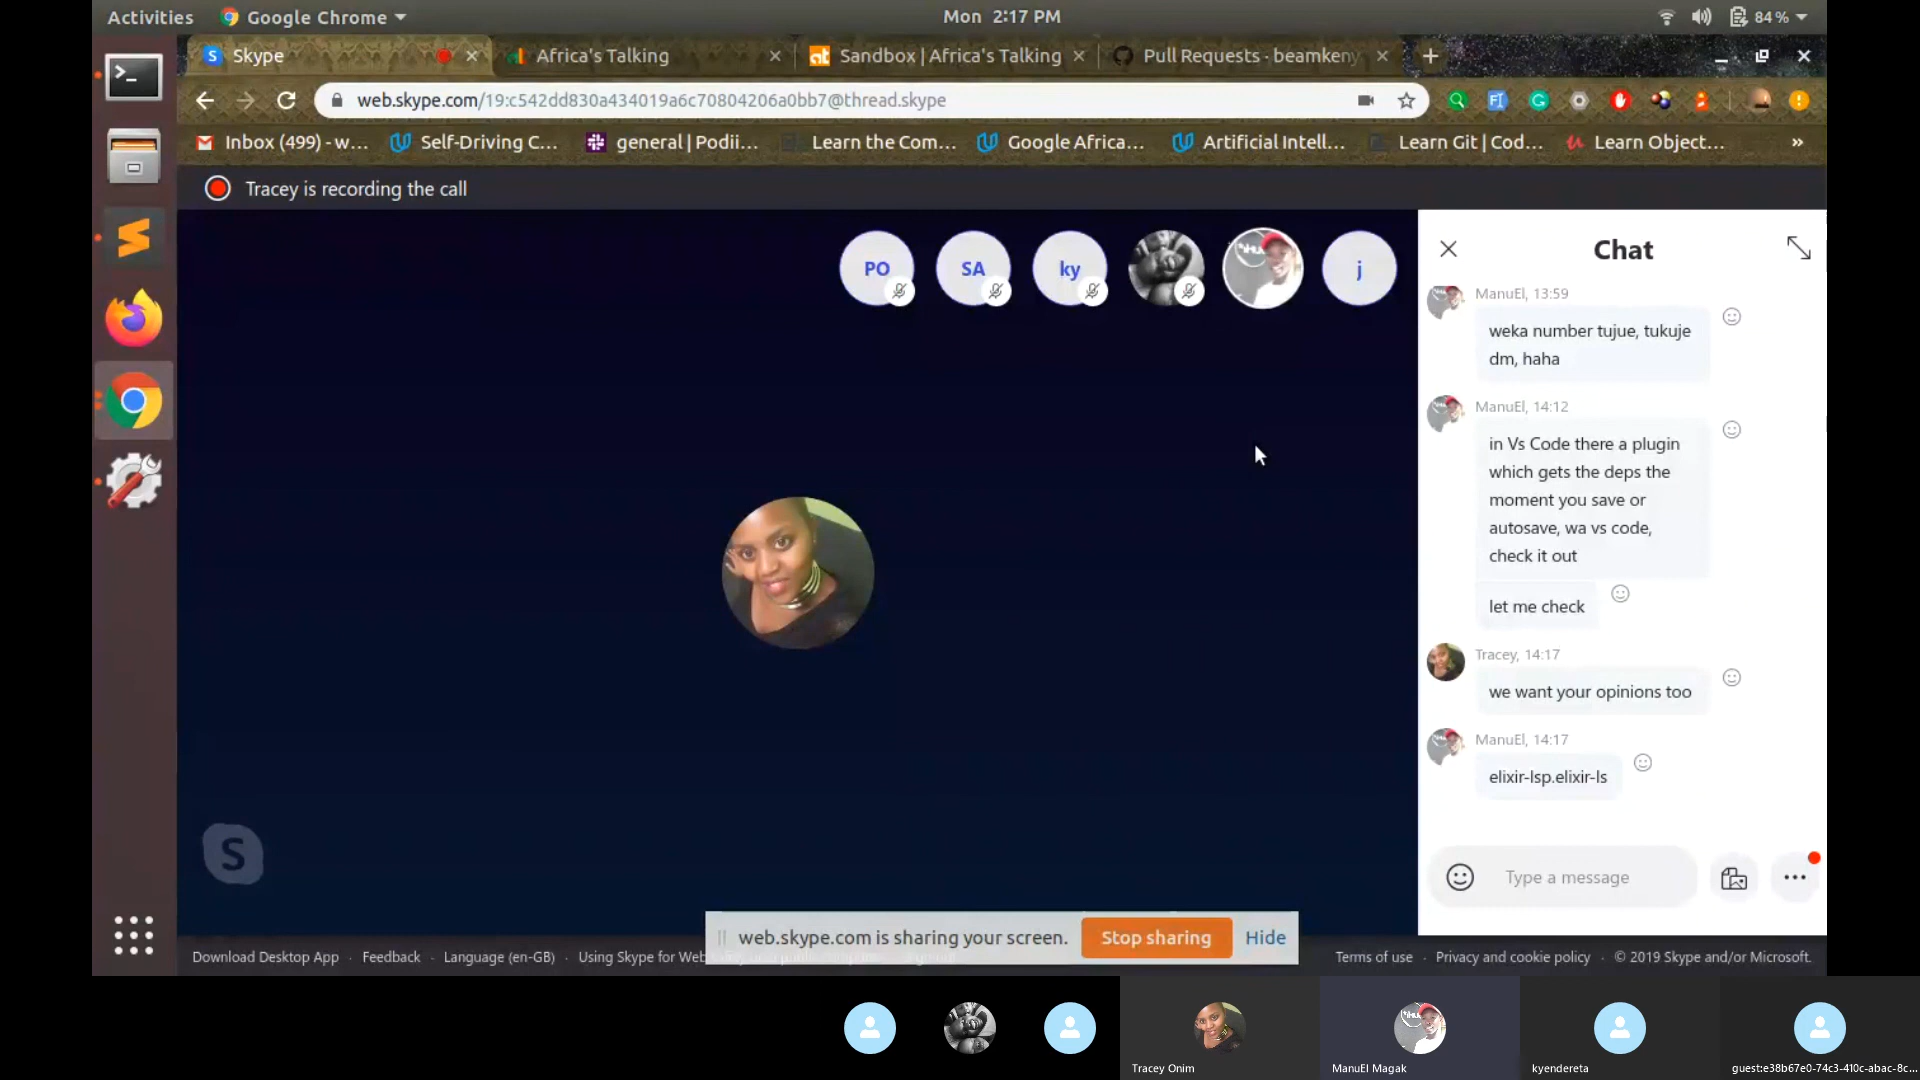 Activities
Google Chrome
Mon 2:17 PM
84 %
Skype
Africa's Talking
Sandbox | Africa's Talking
Pull Requests · beamkeny
web.skype.com/19:c542dd830a434019a6c70804206a0bb7@thread.skype
Inbox (499) - w...
Self-Driving C...
general | Podii...
Learn the Com...
Google Africa...
Artificial Intell...
Learn Git | Cod...
Learn Object...
»
Tracey is recording the call
PO
SA
ky
j
Chat
ManuEl, 13:59
weka number tujue, tukuje
dm, haha
ManuEl, 14:12
in Vs Code there a plugin
which gets the deps the
moment you save or
autosave, wa vs code,
check it out
let me check
Tracey, 14:17
we want your opinions too
ManuEl, 14:17
elixir-lsp.elixir-ls
Type a message
web.skype.com is sharing your screen.
Stop sharing
Hide
Download Desktop App
Feedback
Language (en-GB)
Using Skype for Web
Terms of use
Privacy and cookie policy
© 2019 Skype and/or Microsoft.
Tracey Onim
ManuEl Magak
kyendereta
guest:e38b67e0-74c3-410c-abac-8c...